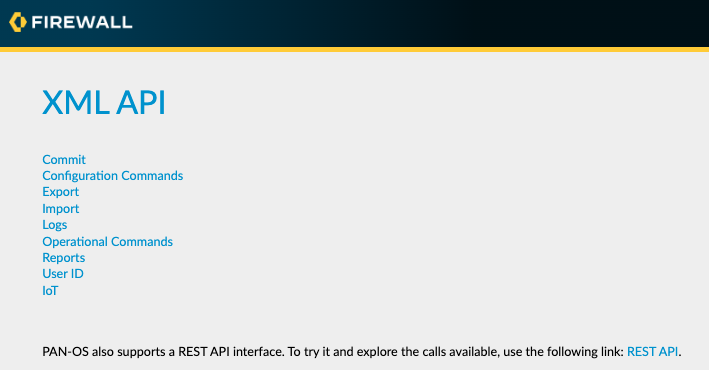 FIREWALL
XML API
Commit
Configuration Commands
Export
Import
Logs
Operational Commands
Reports
User ID
IoT
PAN-OS also supports a REST API interface. To try it and explore the calls available, use the following link: REST API.